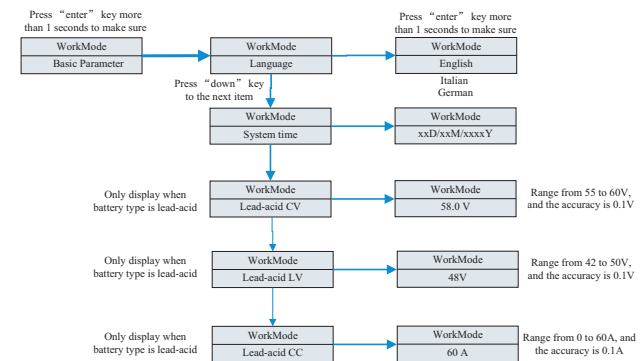 Press “enter” key more
than 1 seconds to make sure
Press “enter” key more
than 1 seconds to make sure
WorkMode
Basic Parameter
WorkMode
Language
WorkMode
English
Italian
German
Press “down” key
to the next item
WorkMode
System time
WorkMode
xxD/xxM/xxxxY
Only display when
battery type is lead-acid
WorkMode
Lead-acid CV
WorkMode
58.0 V
Range from 55 to 60V,
and the accuracy is 0.1V
Only display when
battery type is lead-acid
WorkMode
Lead-acid LV
WorkMode
48V
Range from 42 to 50V,
and the accuracy is 0.1V
Only display when
battery type is lead-acid
WorkMode
Lead-acid CC
WorkMode
60 A
Range from 0 to 60A, and
the accuracy is 0.1A